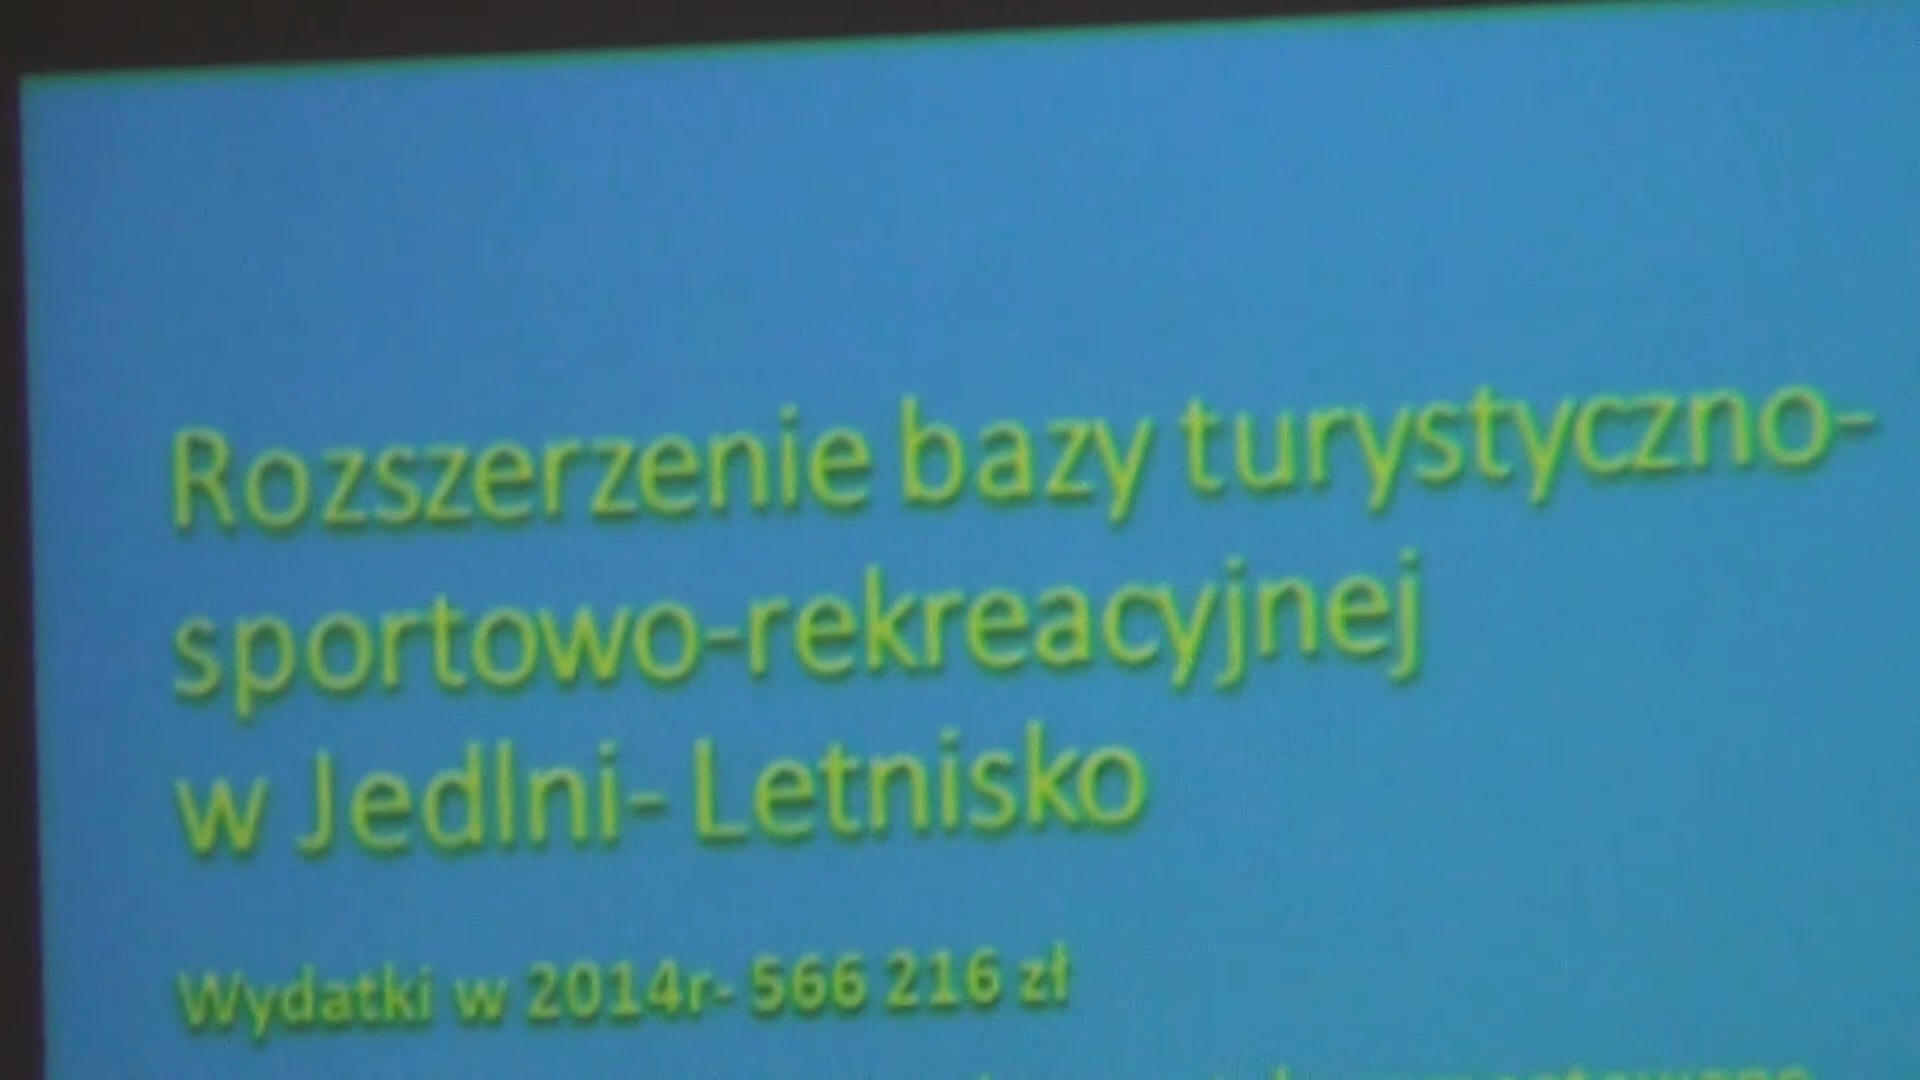 Rozszerzenie bazy turystyczno-
sportowo-rekreacyjnej
w Jedlni- Letnisko
Wydatki w 2014r- 566 216 zł